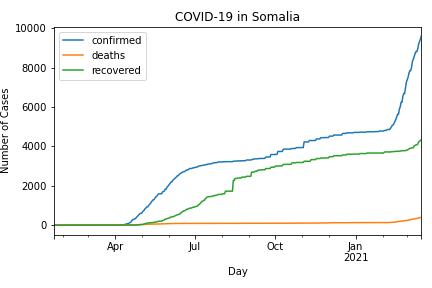 COVID-19 in Somalia
confirmed
deaths
recovered
Number of Cases
10000
8000
6000
4000
2000
0
Apr
Jul
Oct
Jan
2021
Day